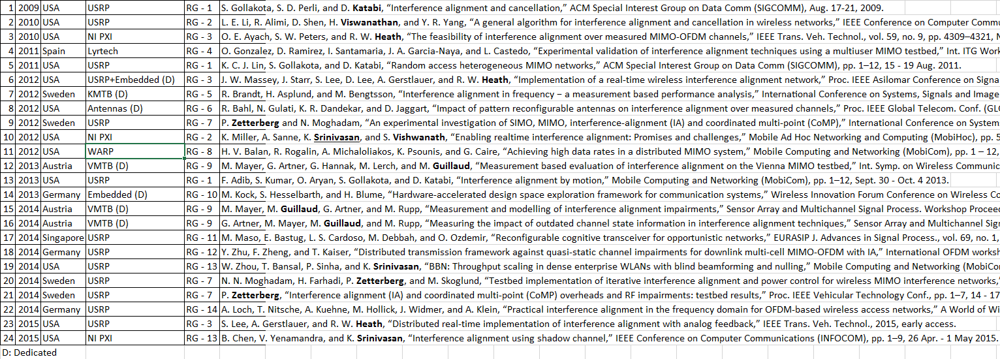 1 2009 USA USRP RG - 1 S. Gollakota, S. D. Perli, and D. Katabi, “Interference alignment and cancellation,” ACM Special Interest Group on Data Comm (SIGCOMM), Aug. 17-21, 2009.
2 2010 USA USRP RG - 2 L. E. Li, R. Alimi, D. Shen, H. Viswanathan, and Y. R. Yang, “A general algorithm for interference alignment and cancellation in wireless networks,” IEEE Conference on Computer Commu
3 2010 USA NI PXI RG - 3 O. E. Ayach, S. W. Peters, and R. W. Heath, “The feasibility of interference alignment over measured MIMO-OFDM channels,” IEEE Trans. Veh. Technol., vol. 59, no. 9, pp. 4309–4321, N
4 2011 Spain Lyrtech RG - 4 O. Gonzalez, D. Ramirez, I. Santamaria, J. A. Garcia-Naya, and L. Castedo, “Experimental validation of interference alignment techniques using a multiuser MIMO testbed,” Int. ITG Work
5 2011 USA USRP RG - 1 K. C. J. Lin, S. Gollakota, and D. Katabi, “Random access heterogeneous MIMO networks,” ACM Special Interest Group on Data Comm (SIGCOMM), pp. 1–12, 15 - 19 Aug. 2011.
6 2012 USA USRP+Embedded (D) RG - 3 J. W. Massey, J. Starr, S. Lee, D. Lee, A. Gerstlauer, and R. W. Heath, “Implementation of a real-time wireless interference alignment network,” Proc. IEEE Asilomar Conference on Signa
7 2012 Sweden KMTB (D) RG - 5 R. Brandt, H. Asplund, and M. Bengtsson, “Interference alignment in frequency – a measurement based performance analysis,” International Conference on Systems, Signals and Image
8 2012 USA Antennas (D) RG - 6 R. Bahl, N. Gulati, K. R. Dandekar, and D. Jaggart, “Impact of pattern reconfigurable antennas on interference alignment over measured channels,” Proc. IEEE Global Telecom. Conf. (GLO
9 2012 Sweden USRP RG - 7 P. Zetterberg and N. Moghadam, “An experimental investigation of SIMO, MIMO, interference-alignment (IA) and coordinated multi-point (CoMP),” International Conference on System
10 2012 USA NI PXI RG - 2 K. Miller, A. Sanne, K. Srinivasan, and S. Vishwanath, “Enabling realtime interference alignment: Promises and challenges,” Mobile Ad Hoc Networking and Computing (MobiHoc), pp. 5
11 2012 USA WARP RG - 8 H. V. Balan, R. Rogalin, A. Michaloliakos, K. Psounis, and G. Caire, “Achieving high data rates in a distributed MIMO system,” Mobile Computing and Networking (MobiCom), pp. 1 – 12,
12 2013 Austria VMTB (D) RG - 9 M. Mayer, G. Artner, G. Hannak, M. Lerch, and M. Guillaud, “Measurement based evaluation of interference alignment on the Vienna MIMO testbed,” Int. Symp. on Wireless Communic
13 2013 USA USRP RG - 1 F. Adib, S. Kumar, O. Aryan, S. Gollakota, and D. Katabi, “Interference alignment by motion,” Mobile Computing and Networking (MobiCom), pp. 1–12, Sept. 30 - Oct. 4 2013.
14 2013 Germany Embedded (D) RG - 10 M. Kock, S. Hesselbarth, and H. Blume, “Hardware-accelerated design space exploration framework for communication systems,” Wireless Innovation Forum Conference on Wireless Co
15 2014 Austria VMTB (D) RG - 9 M. Mayer, M. Guillaud, G. Artner, and M. Rupp, “Measurement and modelling of interference alignment impairments,” Sensor Array and Multichannel Signal Process. Workshop Procee
16 2014 Austria VMTB (D) RG - 9 G. Artner, M. Mayer, M. Guillaud, and M. Rupp, “Measuring the impact of outdated channel state information in interference alignment techniques,” Sensor Array and Multichannel Sign
17 2014 Singapore USRP RG - 11 M. Maso, E. Bastug, L. S. Cardoso, M. Debbah, and O. Ozdemir, “Reconfigurable cognitive transceiver for opportunistic networks,” EURASIP J. Advances in Signal Process., vol. 69, no. 1,
18 2014 Germany USRP RG - 12 Y. Zhu, F. Zheng, and T. Kaiser, “Distributed transmission framework against quasi-static channel impairments for downlink multi-cell MIMO-OFDM with IA,” International OFDM worksh
19 2014 USA USRP RG - 13 W. Zhou, T. Bansal, P. Sinha, and K. Srinivasan, “BBN: Throughput scaling in dense enterprise WLANs with blind beamforming and nulling,” Mobile Computing and Networking (MobiCo
20 2014 Sweden USRP RG - 7 N. N. Moghadam, H. Farhadi, P. Zetterberg, and M. Skoglund, “Testbed implementation of iterative interference alignment and power control for wireless MIMO interference networks,”
21 2014 Sweden USRP RG - 7 P. Zetterberg, “Interference alignment (IA) and coordinated multi-point (CoMP) overheads and RF impairments: testbed results,” Proc. IEEE Vehicular Technology Conf., pp. 1–7, 14 - 17
22 2014 Germany USRP RG - 14 A. Loch, T. Nitsche, A. Kuehne, M. Hollick, J. Widmer, and A. Klein, “Practical interference alignment in the frequency domain for OFDM-based wireless access networks,” A World of Wi
23 2015 USA USRP RG - 3 S. Lee, A. Gerstlauer, and R. W. Heath, “Distributed real-time implementation of interference alignment with analog feedback,” IEEE Trans. Veh. Technol., 2015, early access.
24 2015 USA NI PXI RG - 13 B. Chen, V. Yenamandra, and K. Srinivasan, “Interference alignment using shadow channel,” IEEE Conference on Computer Communications (INFOCOM), pp. 1–9, 26 Apr. - 1 May 2015.
D: Dedicated